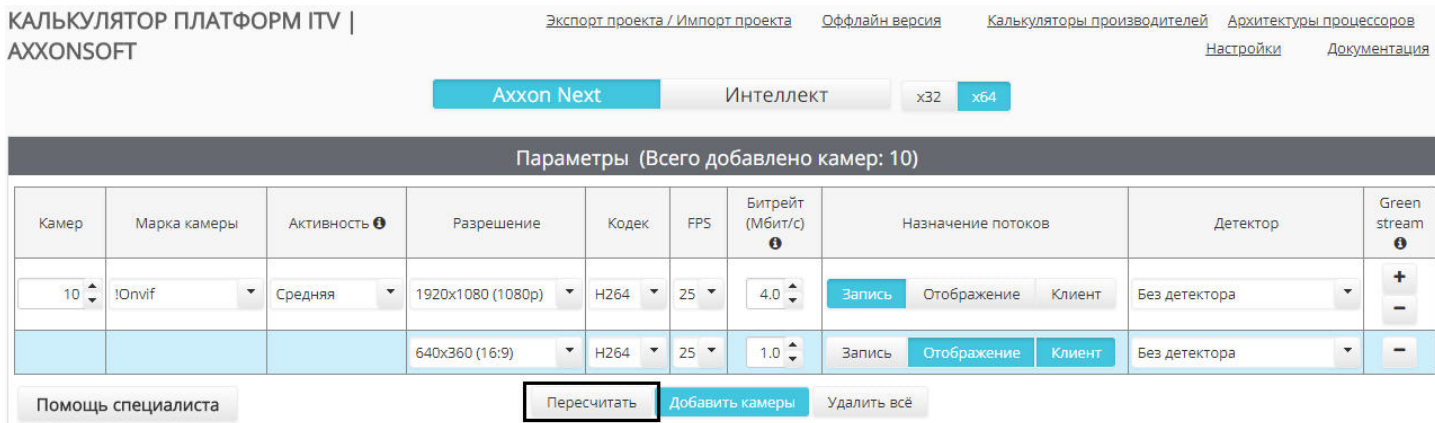 КАЛЬКУЛЯТОР ПЛАТФОРМ ITV |
AXXONSOFT
Экспорт проекта / Импорт проекта Оффлайн версия Калькуляторы производителей Архитектуры процессоров
Настройки Документация
Axxon Next Интеллект x32 x64
Параметры (Всего добавлено камер: 10)
Камер Марка камеры Активность Разрешение Кодек FPS Битрейт (Мбит/с) Назначение потоков Детектор Green stream
10 !Onvif Средняя 1920x1080 (1080p) H264 25 4.0 Запись Отображение Клиент Без детектора + −
640x360 (16:9) H264 25 1.0 Запись Отображение Клиент Без детектора −
Помощь специалиста Пересчитать Добавить камеры Удалить всё